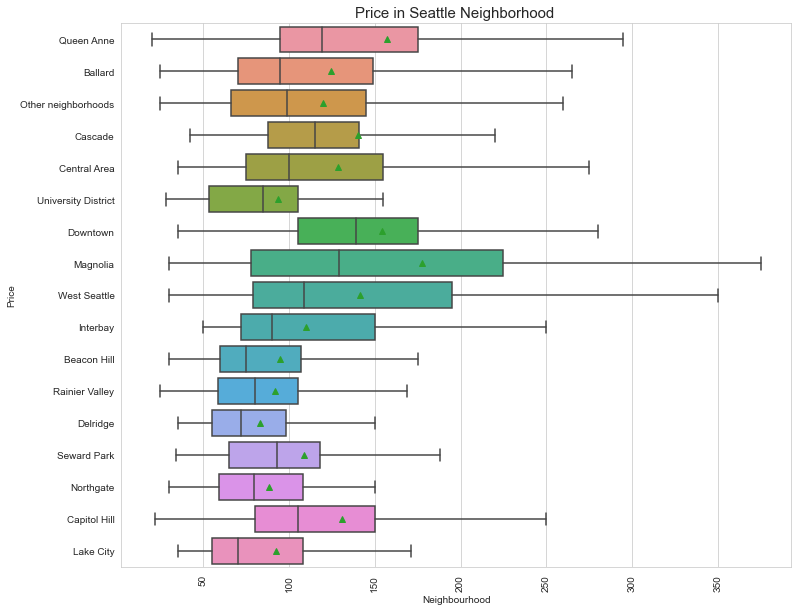 Price in Seattle Neighborhood
Queen Anne
Ballard
Other neighborhoods
Cascade
Central Area
University District
Downtown
Magnolia
West Seattle
Interbay
Beacon Hill
Rainier Valley
Delridge
Seward Park
Northgate
Capitol Hill
Lake City
Price
50
100
150
200
250
300
350
Neighbourhood